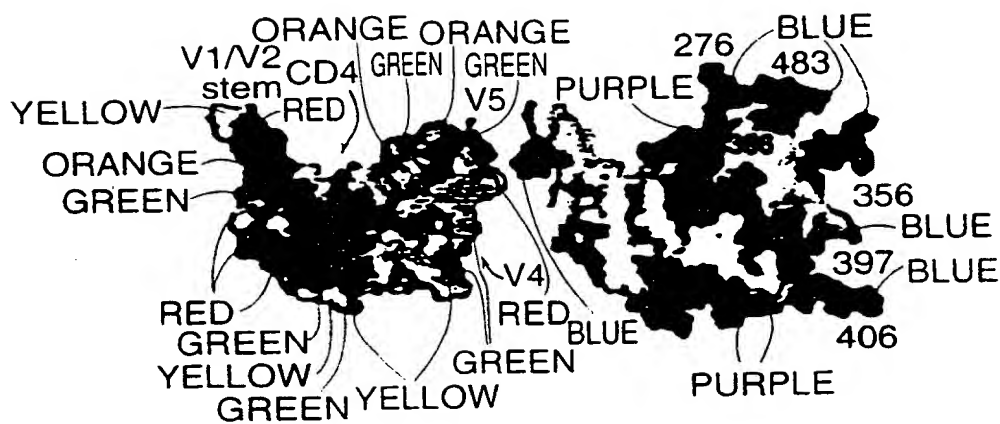 ORANGE ORANGE
V1/V2 GREEN GREEN
stem CD4 V5
YELLOW RED
ORANGE
GREEN
V4
RED RED BLUE
GREEN GREEN
YELLOW YELLOW
GREEN
276 BLUE
483
PURPLE
356
BLUE
397 BLUE
406
PURPLE